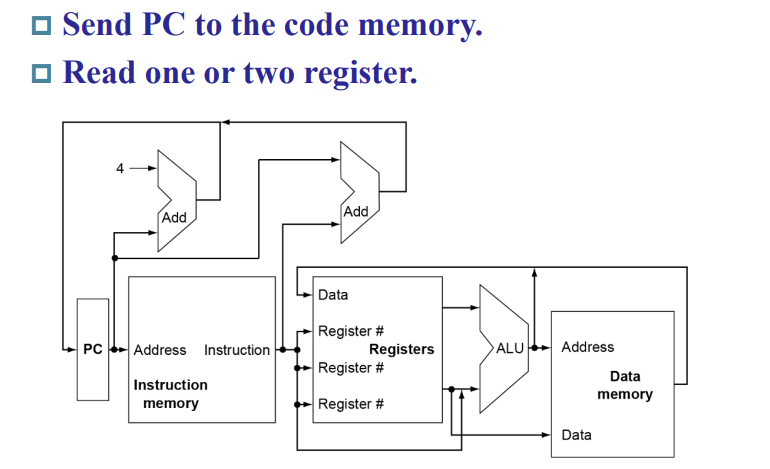 Send PC to the code memory.
Read one or two register.
4
Add
Add
Data
Register #
Registers
PC
Address
Instruction
ALU
Address
Register #
Instruction
memory
Data
memory
Register #
Data